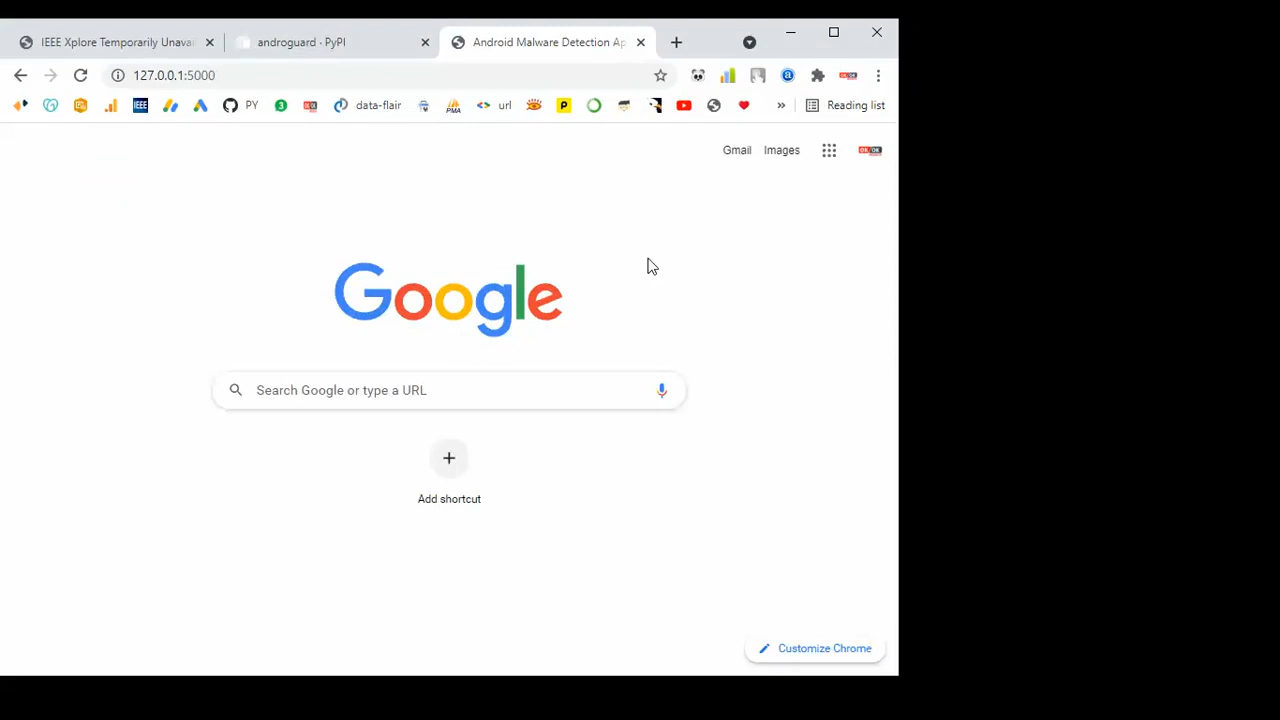 IEEE Xplore Temporarily Unava
androguard · PyPI
Android Malware Detection Ap
127.0.0.1:5000
PY
data-flair
PMA
url
Reading list
Gmail
Images
Google
Search Google or type a URL
Add shortcut
Customize Chrome